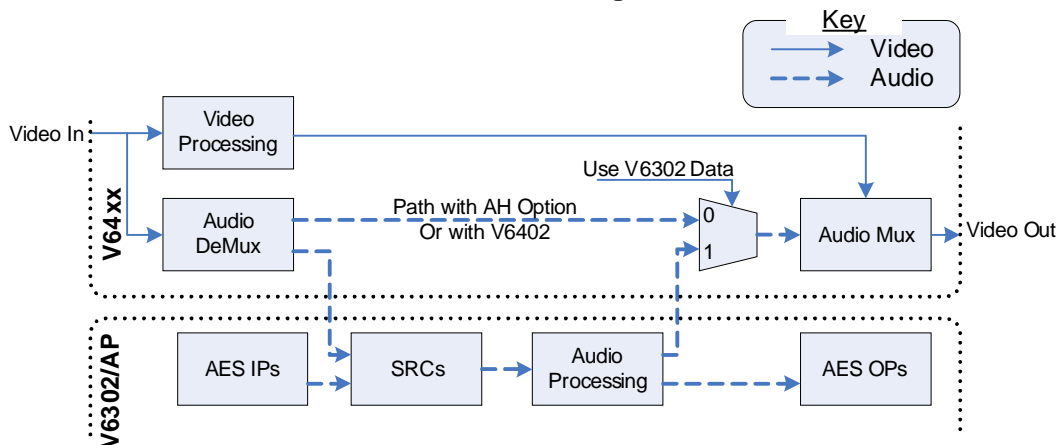 Key
Video
Audio
Video In
Video
Processing
Use V6302 Data
V64xx
Audio
DeMux
Path with AH Option
Or with V6402
0
1
Audio Mux
Video Out
V6302/AP
AES IPs
SRCs
Audio
Processing
AES OPs